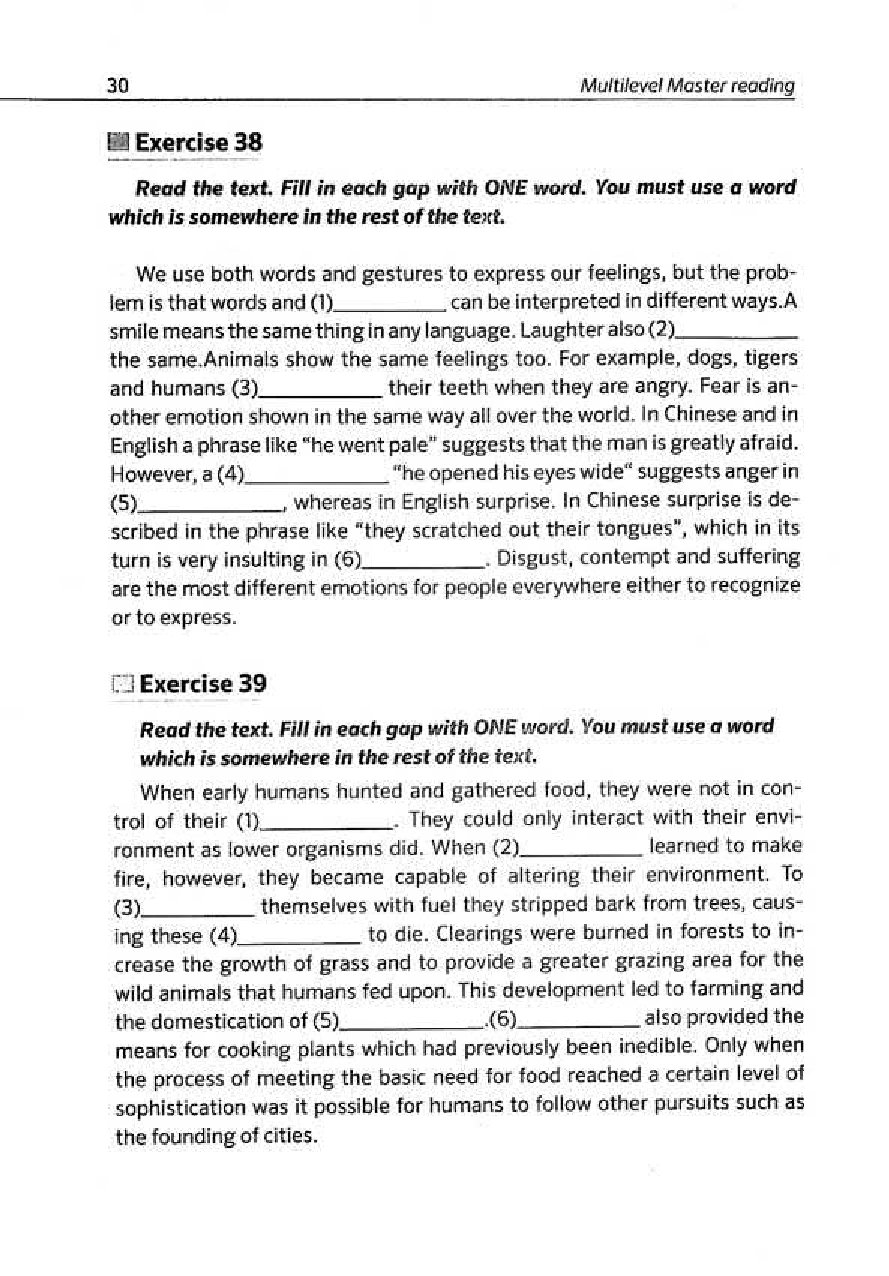 30 Multilevel Master reading
Exercise 38
Read the text. Fill in each gap with ONE word. You must use a word
which is somewhere in the rest of the text.
We use both words and gestures to express our feelings, but the prob-
lem is that words and (1)__________ can be interpreted in different ways.A
smile means the same thing in any language. Laughter also (2)__________
the same.Animals show the same feelings too. For example, dogs, tigers
and humans (3)__________ their teeth when they are angry. Fear is an-
other emotion shown in the same way all over the world. In Chinese and in
English a phrase like "he went pale" suggests that the man is greatly afraid.
However, a (4)__________ "he opened his eyes wide" suggests anger in
(5)__________, whereas in English surprise. In Chinese surprise is de-
scribed in the phrase like "they scratched out their tongues", which in its
turn is very insulting in (6)__________. Disgust, contempt and suffering
are the most different emotions for people everywhere either to recognize
or to express.
Exercise 39
Read the text. Fill in each gap with ONE word. You must use a word
which is somewhere in the rest of the text.
When early humans hunted and gathered food, they were not in con-
trol of their (1)__________. They could only interact with their envi-
ronment as lower organisms did. When (2)__________ learned to make
fire, however, they became capable of altering their environment. To
(3)__________ themselves with fuel they stripped bark from trees, caus-
ing these (4)__________ to die. Clearings were burned in forests to in-
crease the growth of grass and to provide a greater grazing area for the
wild animals that humans fed upon. This development led to farming and
the domestication of (5)__________.(6)__________ also provided the
means for cooking plants which had previously been inedible. Only when
the process of meeting the basic need for food reached a certain level of
sophistication was it possible for humans to follow other pursuits such as
the founding of cities.